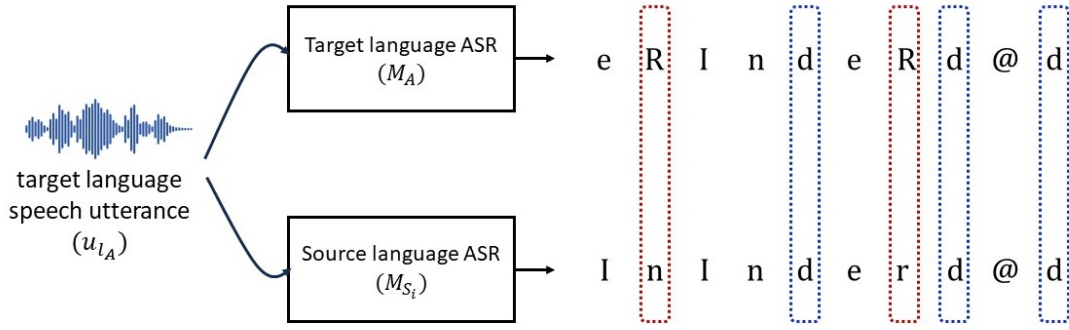 Target language ASR
(M_A)
e R I n d e R d @ d
target language
speech utterance
(u_{l_A})
Source language ASR
(M_{S_i})
I n I n d e r d @ d